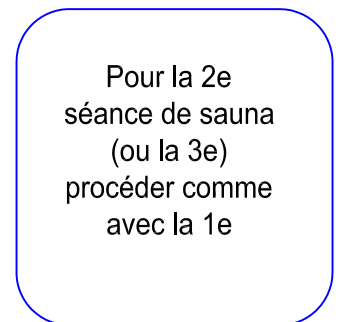 Pour la 2e
séance de sauna
(ou la 3e)
procéder comme
avec la 1e